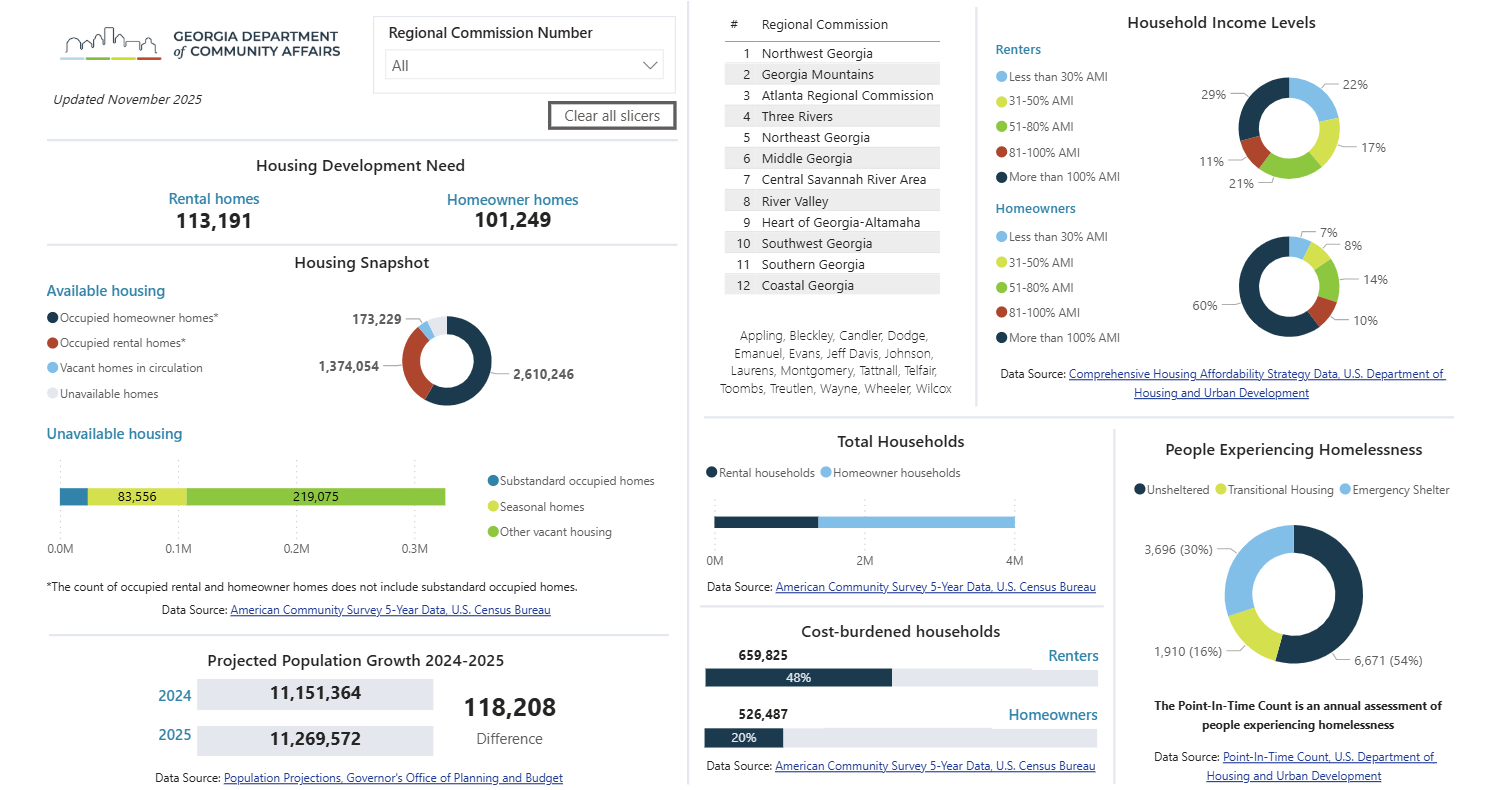 GEORGIA DEPARTMENT
of COMMUNITY AFFAIRS
Updated November 2025
Regional Commission Number
All
Clear all slicers
Housing Development Need
Rental homes
113,191
Homeowner homes
101,249
Housing Snapshot
Available housing
Occupied homeowner homes*
Occupied rental homes*
Vacant homes in circulation
Unavailable homes
173,229
1,374,054
2,610,246
Unavailable housing
83,556
219,075
0.0M
0.1M
0.2M
0.3M
Substandard occupied homes
Seasonal homes
Other vacant housing
*The count of occupied rental and homeowner homes does not include substandard occupied homes.
Data Source: American Community Survey 5-Year Data, U.S. Census Bureau
Projected Population Growth 2024-2025
2024
11,151,364
2025
11,269,572
118,208
Difference
Data Source: Population Projections, Governor's Office of Planning and Budget
# Regional Commission
1 Northwest Georgia
2 Georgia Mountains
3 Atlanta Regional Commission
4 Three Rivers
5 Northeast Georgia
6 Middle Georgia
7 Central Savannah River Area
8 River Valley
9 Heart of Georgia-Altamaha
10 Southwest Georgia
11 Southern Georgia
12 Coastal Georgia
Appling, Bleckley, Candler, Dodge,
Emanuel, Evans, Jeff Davis, Johnson,
Laurens, Montgomery, Tattnall, Telfair,
Toombs, Treutlen, Wayne, Wheeler, Wilcox
Household Income Levels
Renters
Less than 30% AMI
31-50% AMI
51-80% AMI
81-100% AMI
More than 100% AMI
22%
17%
21%
11%
29%
Homeowners
Less than 30% AMI
31-50% AMI
51-80% AMI
81-100% AMI
More than 100% AMI
7%
8%
14%
10%
60%
Data Source: Comprehensive Housing Affordability Strategy Data, U.S. Department of
Housing and Urban Development
Total Households
Rental households
Homeowner households
0M
2M
4M
Data Source: American Community Survey 5-Year Data, U.S. Census Bureau
Cost-burdened households
659,825
Renters
48%
526,487
Homeowners
20%
Data Source: American Community Survey 5-Year Data, U.S. Census Bureau
People Experiencing Homelessness
Unsheltered
Transitional Housing
Emergency Shelter
3,696 (30%)
1,910 (16%)
6,671 (54%)
The Point-In-Time Count is an annual assessment of
people experiencing homelessness
Data Source: Point-In-Time Count, U.S. Department of
Housing and Urban Development